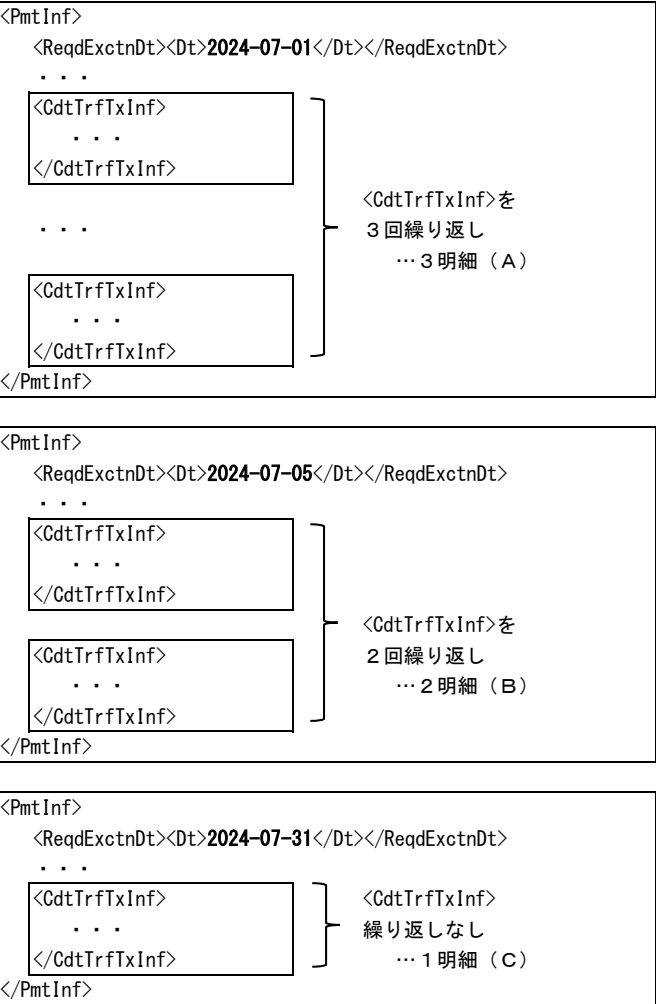 <PmtInf>
<ReqdExctnDt><Dt>2024-07-01</Dt></ReqdExctnDt>
・・・
<CdtTrfTxInf>
・・・
</CdtTrfTxInf>
<CdtTrfTxInf>を
３回繰り返し
…３明細（Ａ）
・・・
<CdtTrfTxInf>
・・・
</CdtTrfTxInf>
</PmtInf>
<PmtInf>
<ReqdExctnDt><Dt>2024-07-05</Dt></ReqdExctnDt>
・・・
<CdtTrfTxInf>
・・・
</CdtTrfTxInf>
<CdtTrfTxInf>を
２回繰り返し
…２明細（Ｂ）
<CdtTrfTxInf>
・・・
</CdtTrfTxInf>
</PmtInf>
<PmtInf>
<ReqdExctnDt><Dt>2024-07-31</Dt></ReqdExctnDt>
・・・
<CdtTrfTxInf>
・・・
</CdtTrfTxInf>
<CdtTrfTxInf>
繰り返しなし
…１明細（Ｃ）
</PmtInf>